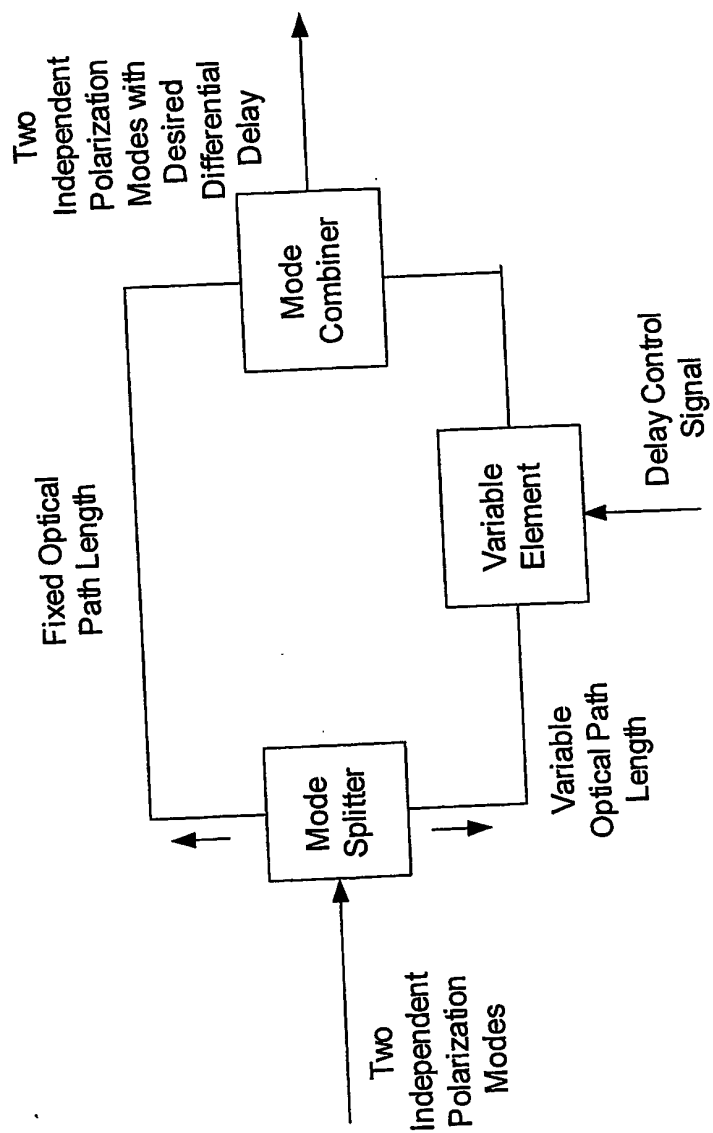 Two
Independent
Polarization
Modes
Mode
Splitter
Fixed Optical
Path Length
Variable
Optical Path
Length
Variable
Element
Delay Control
Signal
Mode
Combiner
Two
Independent
Polarization
Modes with
Desired
Differential
Delay